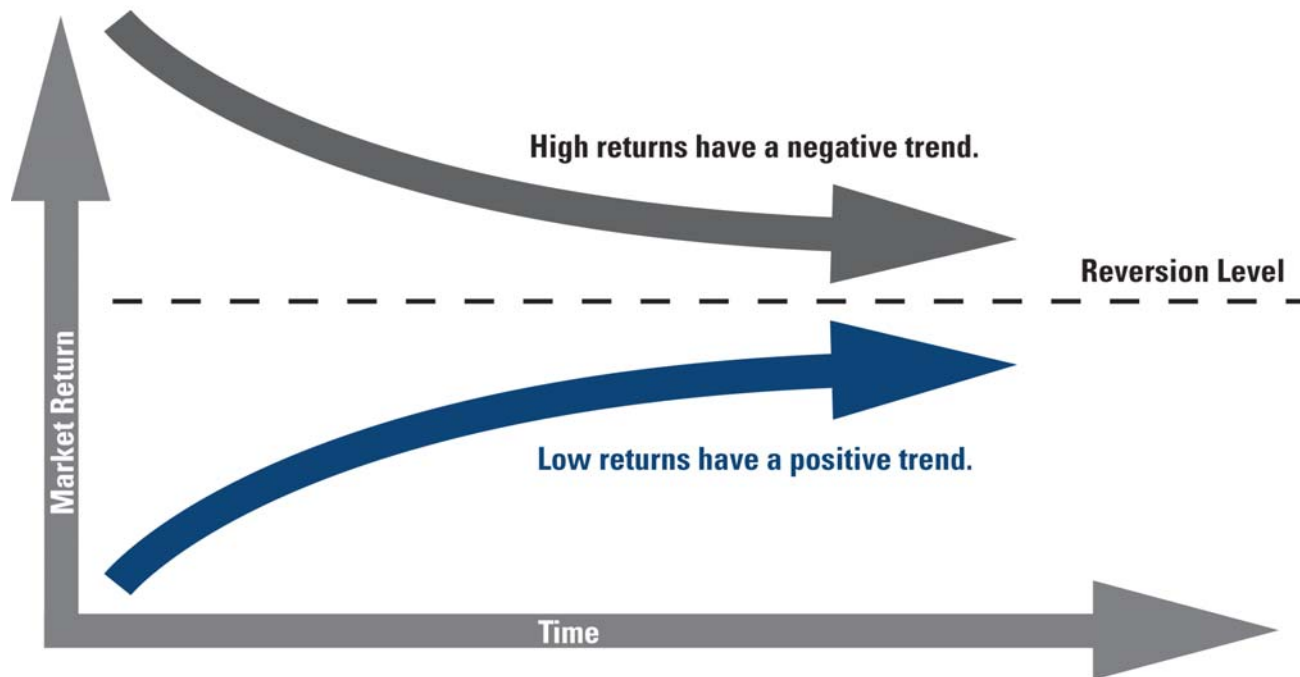 High returns have a negative trend.
Reversion Level
Market Return
Low returns have a positive trend.
Time